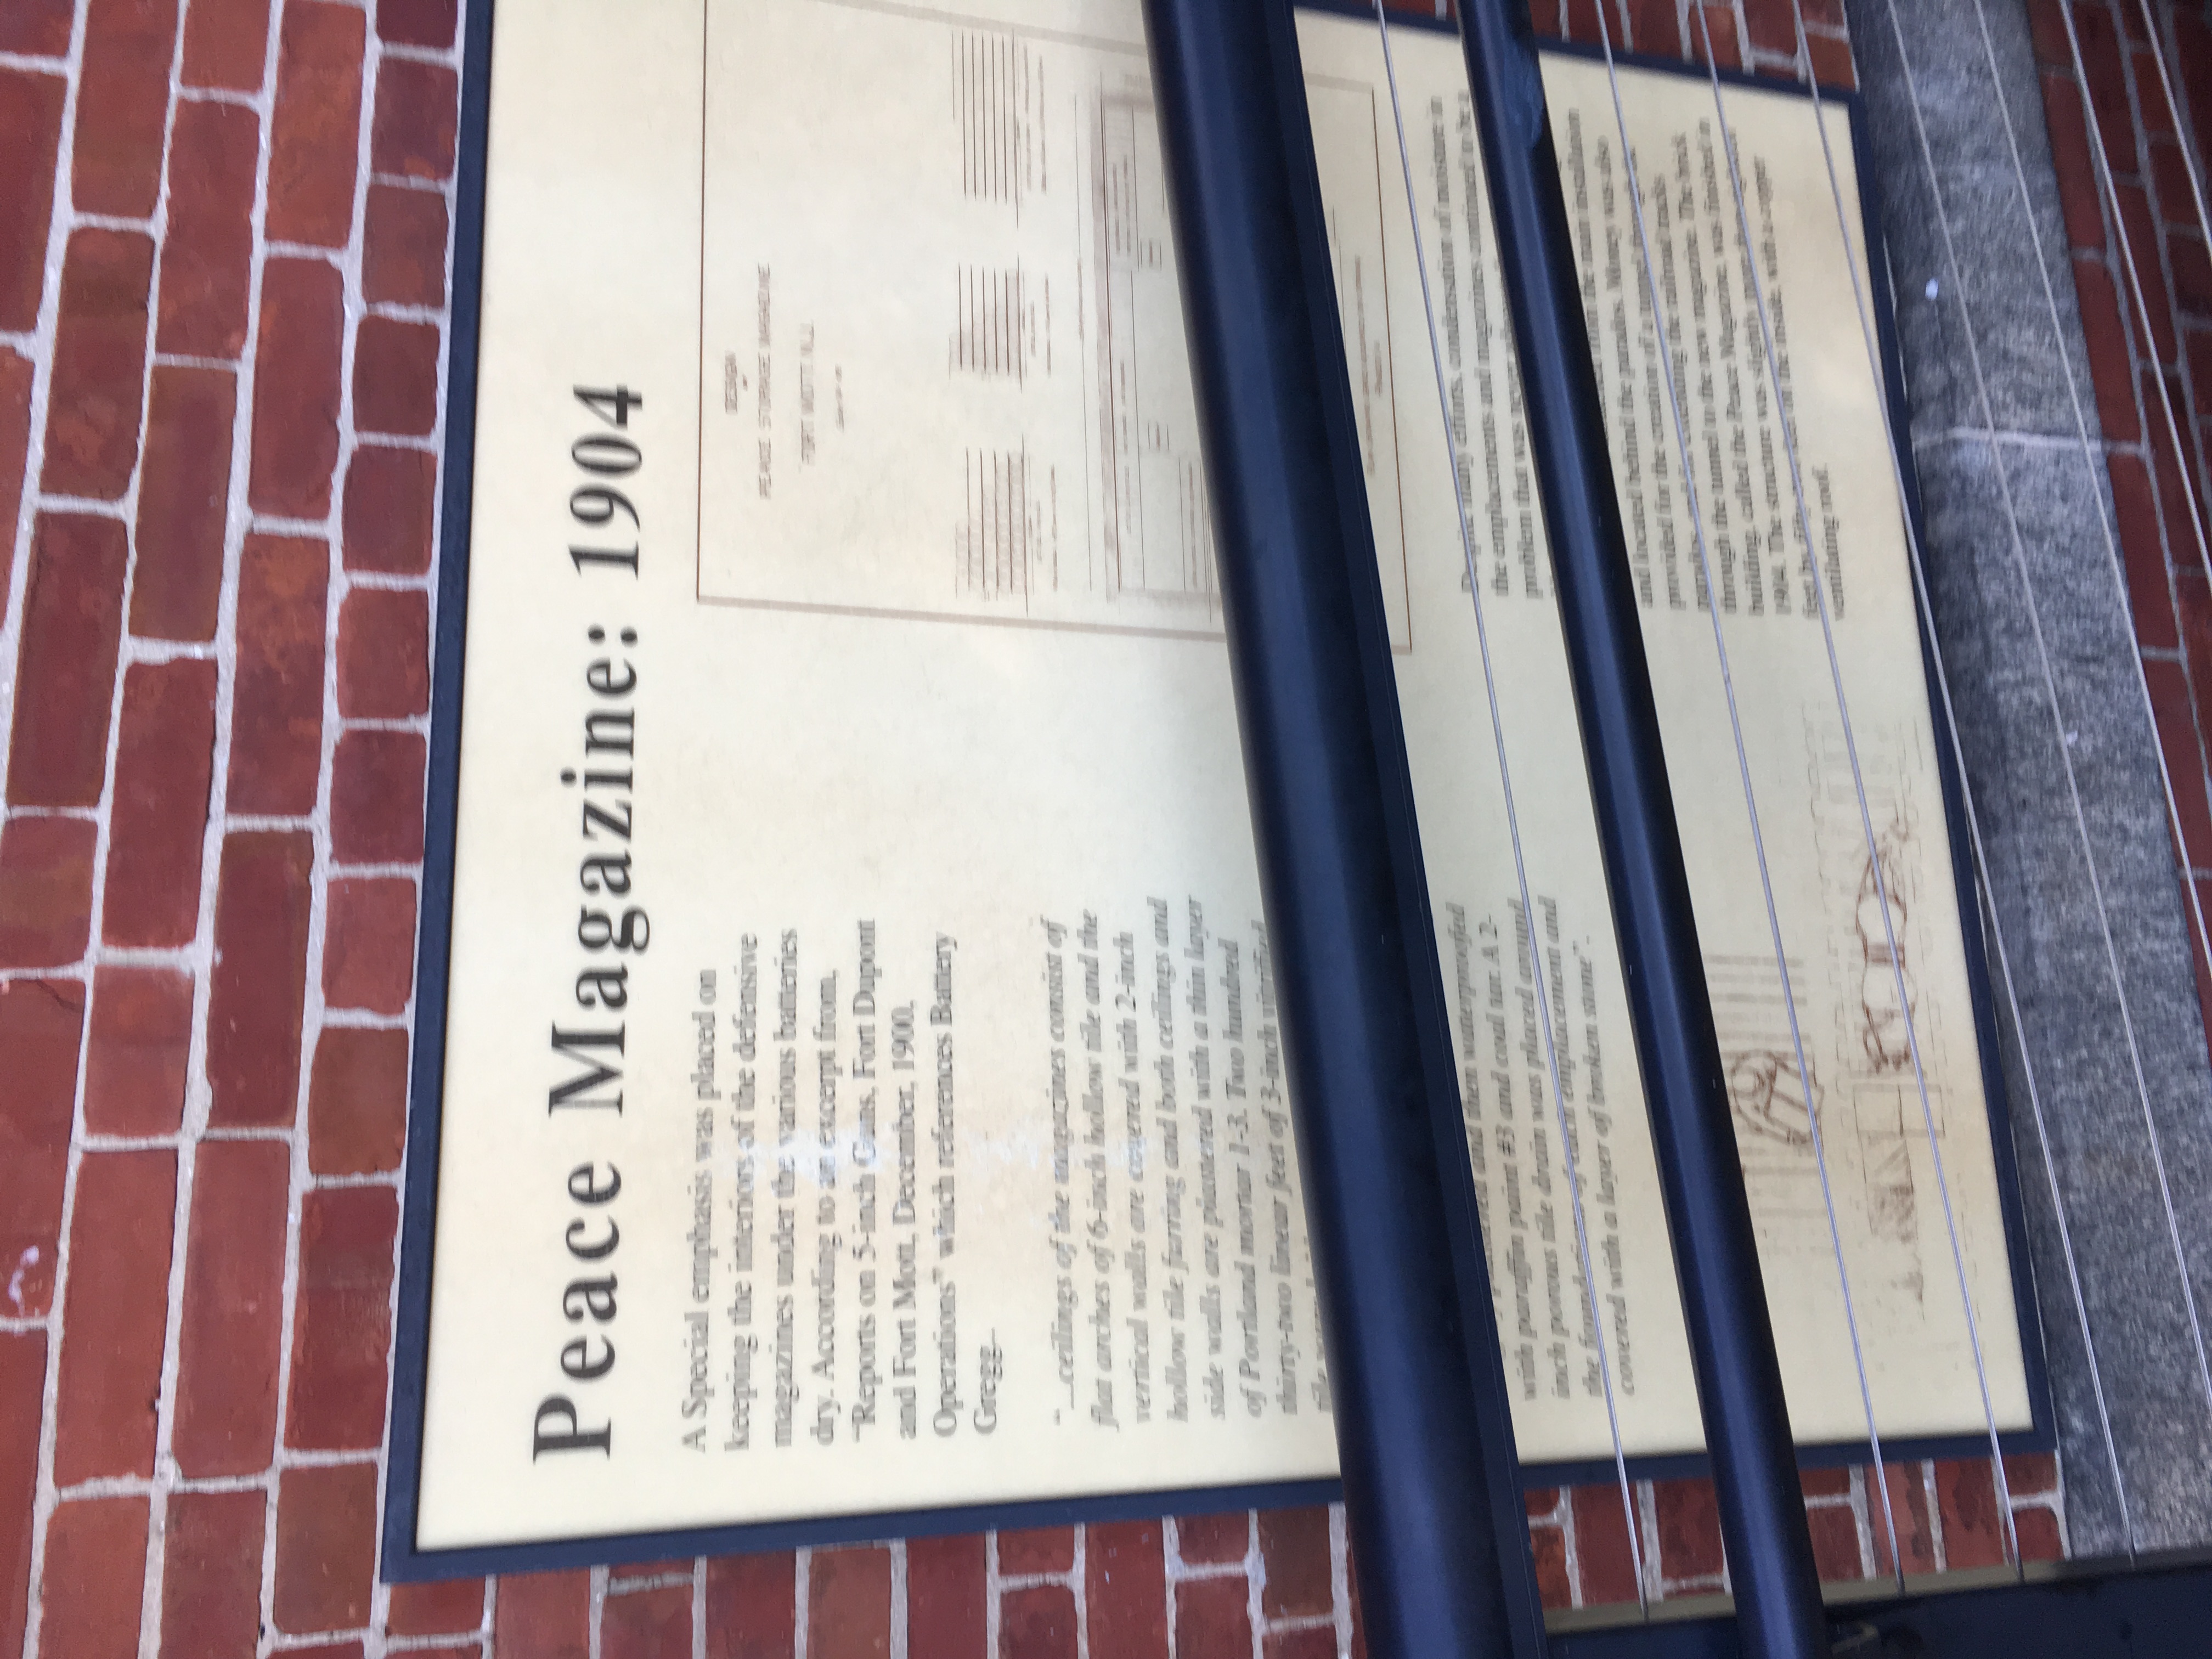 Peace Magazine: 1904
A Special emphasis was placed on
keeping the interiors of the defensive
magazines under the various batteries
dry. According to an excerpt from,
"Reports on 5-inch Guns, Fort Dupont
and Fort Mott, December, 1900,
Operations" which references Battery
Gregg...
"...ceilings of the magazines consist of
flat arches of 6-inch hollow tile and the
vertical walls are covered with 2-inch
hollow tile furring and both ceilings and
side walls are plastered with a thin layer
of Portland mortar 1-3. Two hundred
thirty-two linear feet of 3-inch vitrified
tile
and then waterproofed
with paraffin paint #3 and coal tar. A 2-
inch porous tile drain was placed around
the foundations of each emplacement and
covered with a layer of broken stone".
DESIGN
OF
PEACE STORAGE MAGAZINE
FORT MOTT N.J.
Despite many efforts, condensation of moisture in
the emplacements and magazines continued to be a
problem that was never
from the main installation
and located behind the parados. Money was also
provided for the creation of a tunnel through the
parados, and for extending the railroad tracks
through the tunnel to the new magazine. The brick
building, called the Peace Magazine, was finished in
1904. The structure was slightly more than eighteen
feet by fifty-two feet on the inside, with a copper
ventilating roof.